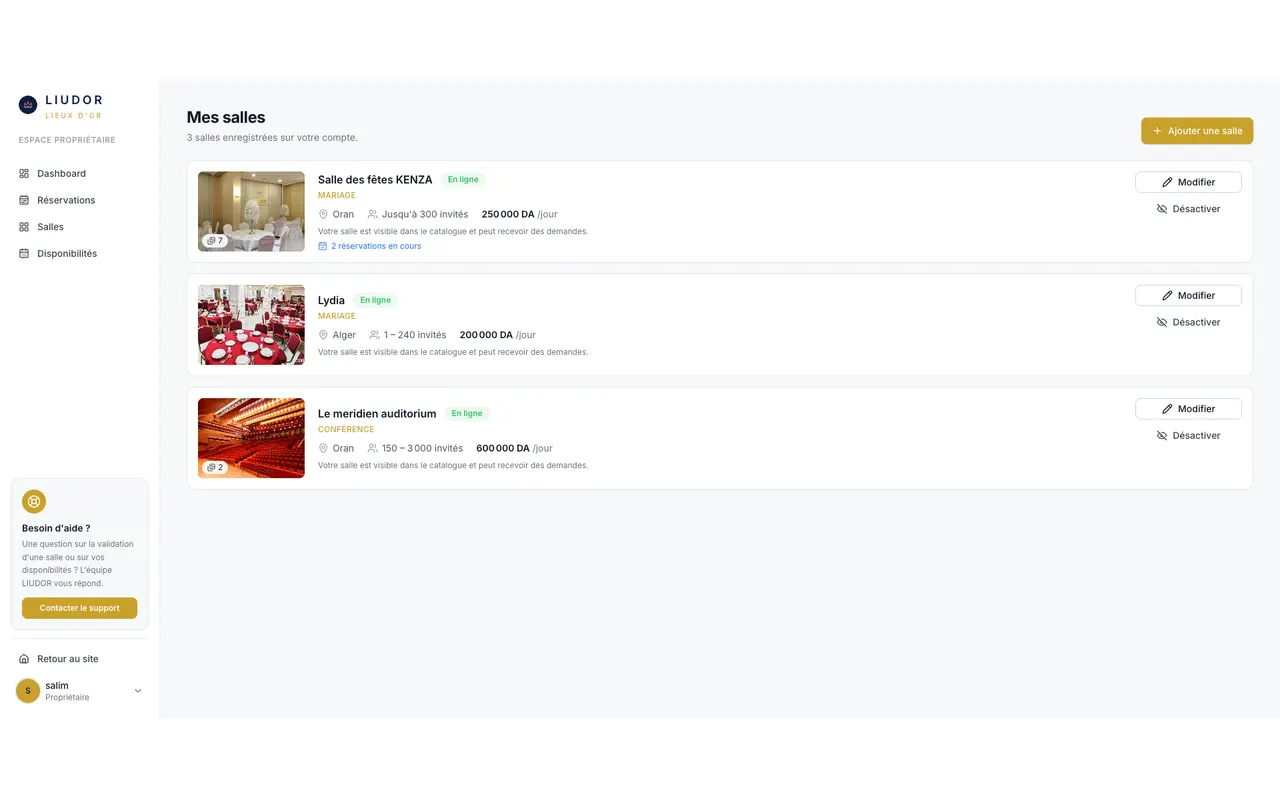 LIUDOR
LIEUX D'OR
ESPACE PROPRIÉTAIRE
Dashboard
Réservations
Salles
Disponibilités
Besoin d'aide ?
Une question sur la validation
d'une salle ou sur vos
disponibilités ? L'équipe
LIUDOR vous répond.
Contacter le support
Retour au site
S
salim
Propriétaire
Mes salles
3 salles enregistrées sur votre compte.
Ajouter une salle
7
Salle des fêtes KENZA En ligne
MARIAGE
Oran Jusqu'à 300 invités 250 000 DA /jour
Votre salle est visible dans le catalogue et peut recevoir des demandes.
2 réservations en cours
Modifier
Désactiver
Lydia En ligne
MARIAGE
Alger 1 – 240 invités 200 000 DA /jour
Votre salle est visible dans le catalogue et peut recevoir des demandes.
Modifier
Désactiver
2
Le meridien auditorium En ligne
CONFÉRENCE
Oran 150 – 3 000 invités 600 000 DA /jour
Votre salle est visible dans le catalogue et peut recevoir des demandes.
Modifier
Désactiver